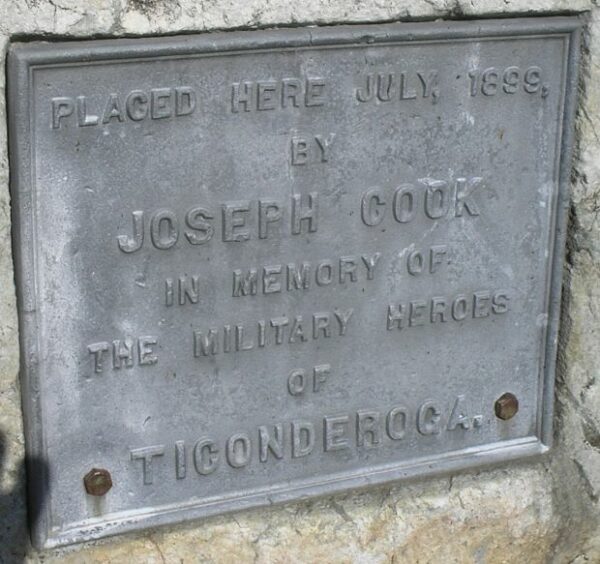 PLACED HERE JULY, 1899,
BY
JOSEPH COOK
IN MEMORY OF
THE MILITARY HEROES
OF
TICONDEROGA.